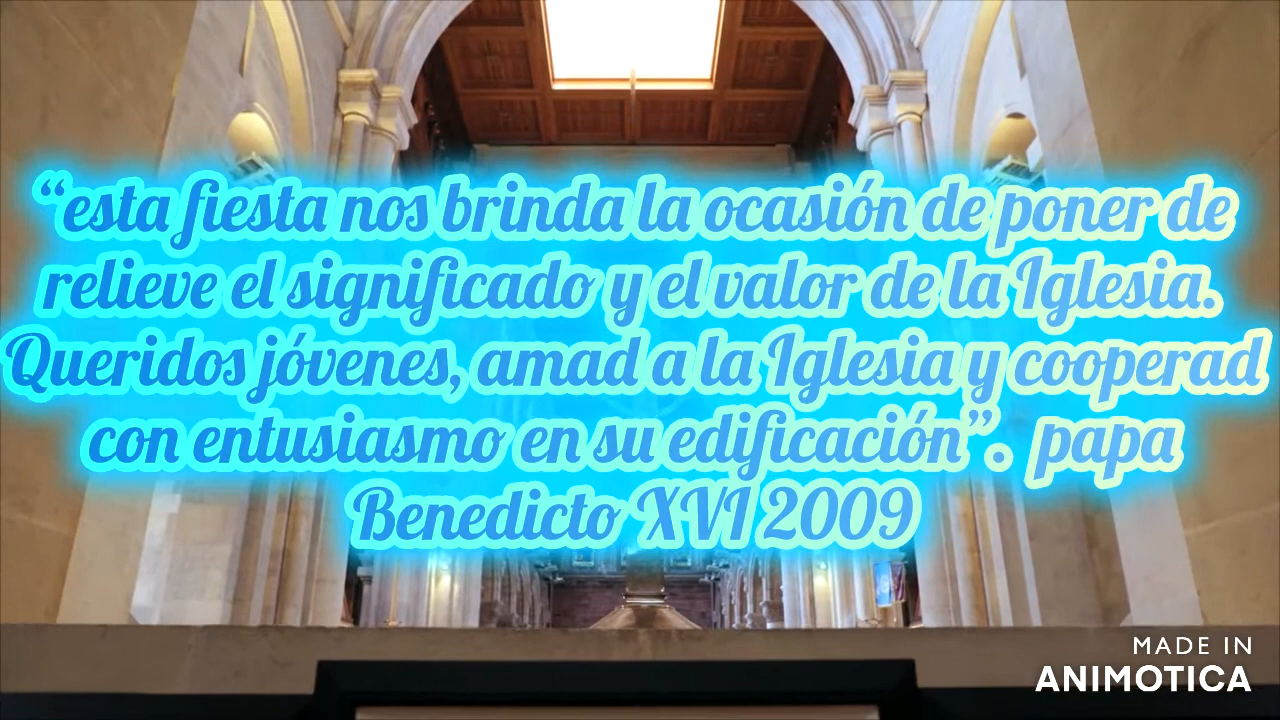 “esta fiesta nos brinda la ocasión de poner de
relieve el significado y el valor de la Iglesia.
Queridos jóvenes, amad a la Iglesia y cooperad
con entusiasmo en su edificación”. papa
Benedicto XVI 2009
MADE IN
ANIMOTICA